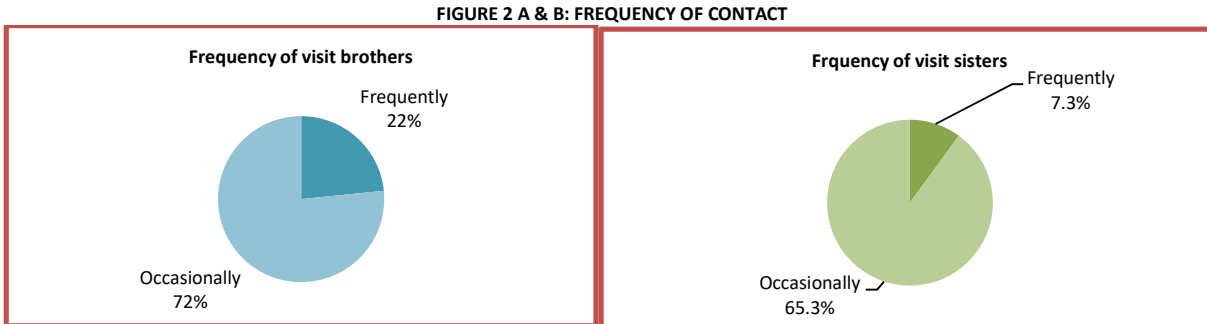 FIGURE 2 A & B: FREQUENCY OF CONTACT
Frequency of visit brothers
Frequently
22%
Occasionally
72%
Frquency of visit sisters
Frequently
7.3%
Occasionally
65.3%